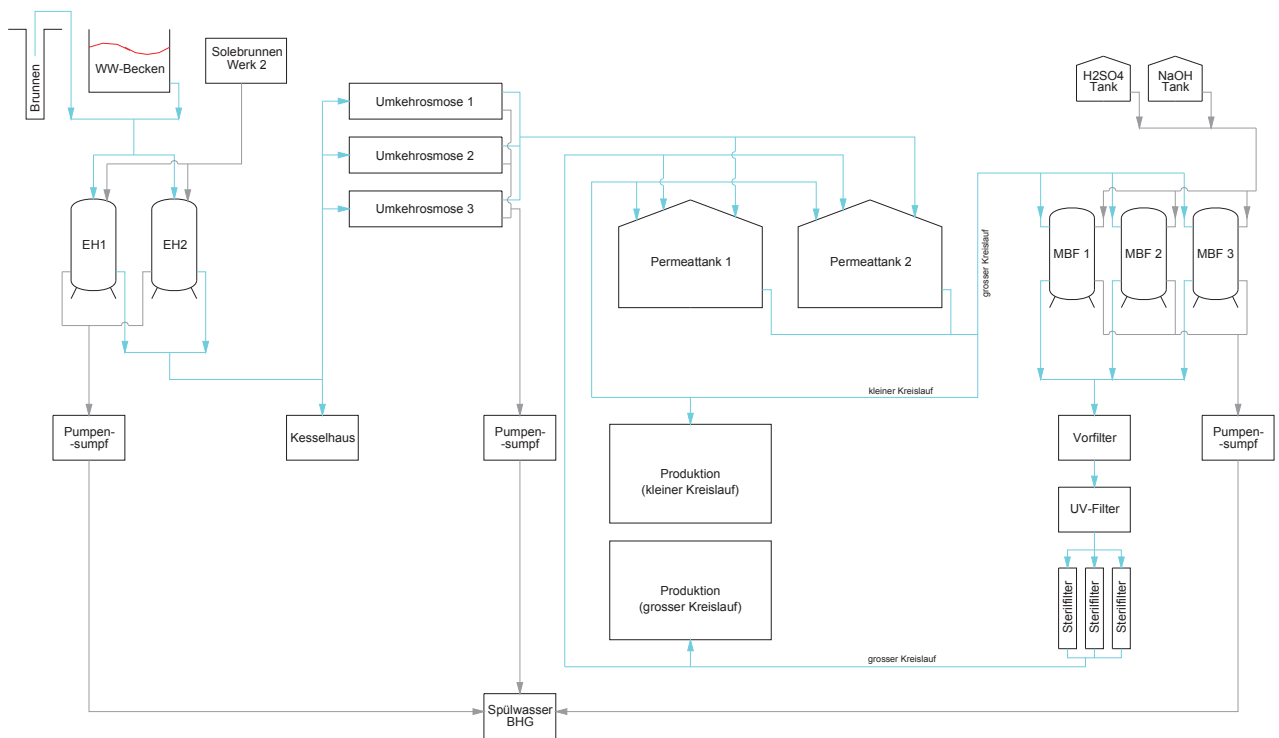 Brunnen
WW-Becken
Solebrunnen
Werk 2
H2SO4
Tank
NaOH
Tank
Umkehrosmose 1
Umkehrosmose 2
Umkehrosmose 3
EH1
EH2
Permeattank 1
Permeattank 2
grosser Kreislauf
MBF 1
MBF 2
MBF 3
kleiner Kreislauf
Pumpen-
-sumpf
Kesselhaus
Pumpen-
-sumpf
Produktion
(kleiner Kreislauf)
Vorfilter
Pumpen-
-sumpf
UV-Filter
Produktion
(grosser Kreislauf)
Sterilfilter
Sterilfilter
Sterilfilter
grosser Kreislauf
Spülwasser
BHG